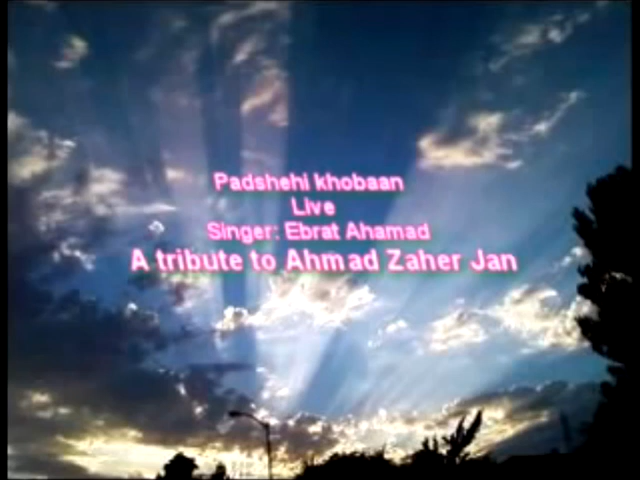 Padshehi khobaan
Live
Singer: Ebrat Ahamad
A tribute to Ahmad Zaher Jan